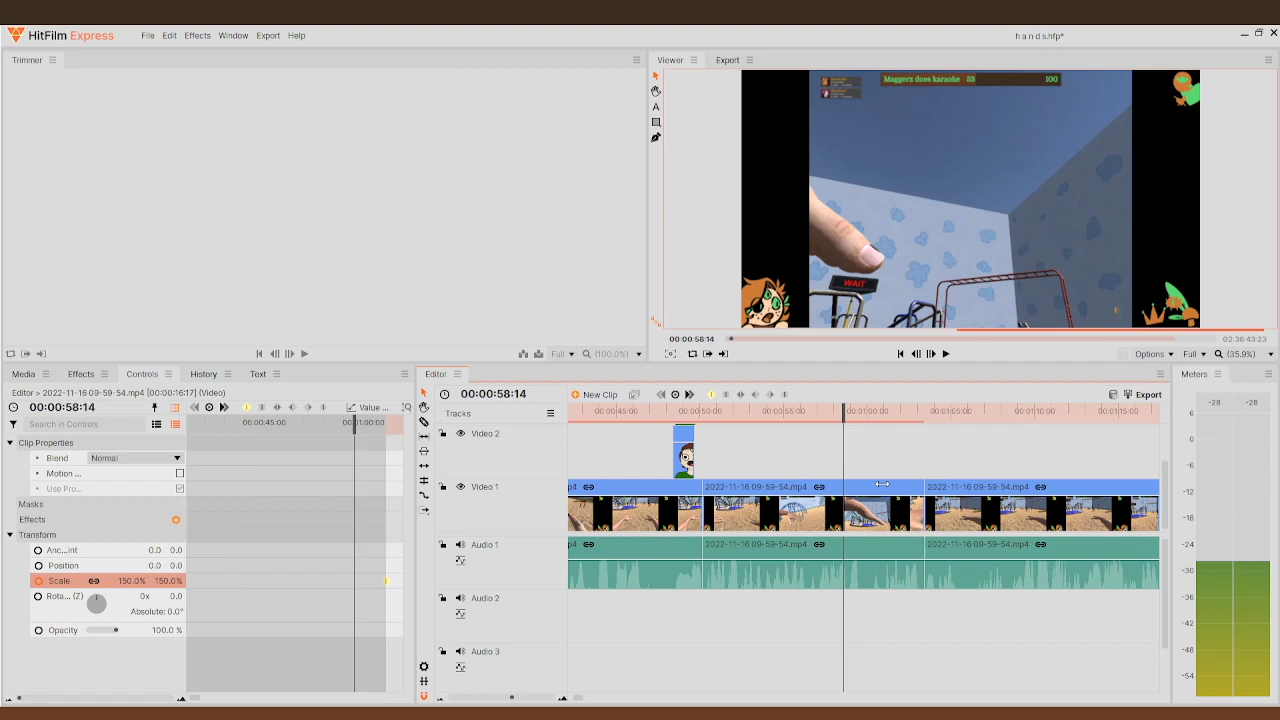 HitFilm Express
File Edit Effects Window Export Help
h a n d s.hfp*
Trimmer
Viewer Export
Maggerz does karaoke 53 100
WAIT
Full (100.0%)
00:00:58:14 02:36:43:23
Options Full (35.9%)
Media Effects Controls History Text
Editor
Meters
Editor > 2022-11-16 09-59-54.mp4 [00:00:16:17] (Video)
00:00:58:14 Value ...
00:00:58:14 New Clip Export
Search in Controls
00:00:45:00 00:01:00:00
Tracks
00:00:45:00 00:00:50:00 00:00:55:00 00:01:00:00 00:01:05:00 00:01:10:00 00:01:15:00
-28 -28
6
0
-6
-12
-18
-24
-30
-36
-42
-48
-54
Clip Properties
Blend Normal
Motion ...
Use Pro...
Masks
Effects
Transform
Anc...int 0.0 0.0
Position 0.0 0.0
Scale 150.0% 150.0%
Rota... (Z) 0x 0.0
Absolute: 0.0°
Opacity 100.0 %
Video 2
Video 1
p4 2022-11-16 09-59-54.mp4 2022-11-16 09-59-54.mp4
Audio 1
p4 2022-11-16 09-59-54.mp4 2022-11-16 09-59-54.mp4
Audio 2
Audio 3